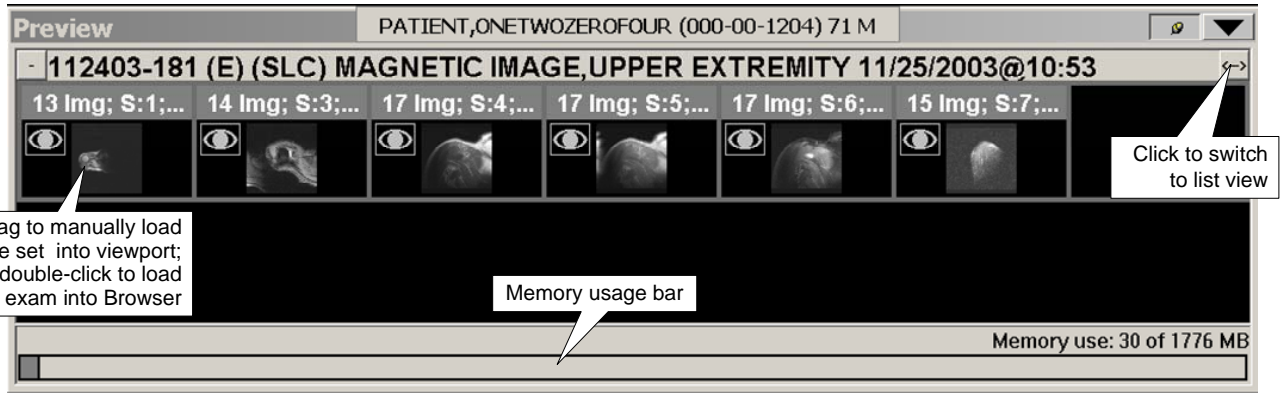 Preview
PATIENT,ONETWOZEROFOUR (000-00-1204) 71 M
- 112403-181 (E) (SLC) MAGNETIC IMAGE,UPPER EXTREMITY 11/25/2003@10:53 <-->
13 Img; S:1;...
14 Img; S:3;...
17 Img; S:4;...
17 Img; S:5;...
17 Img; S:6;...
15 Img; S:7;...
Click to switch
to list view
to manually load
set into viewport;
double-click to load
exam into Browser
Memory usage bar
Memory use: 30 of 1776 MB